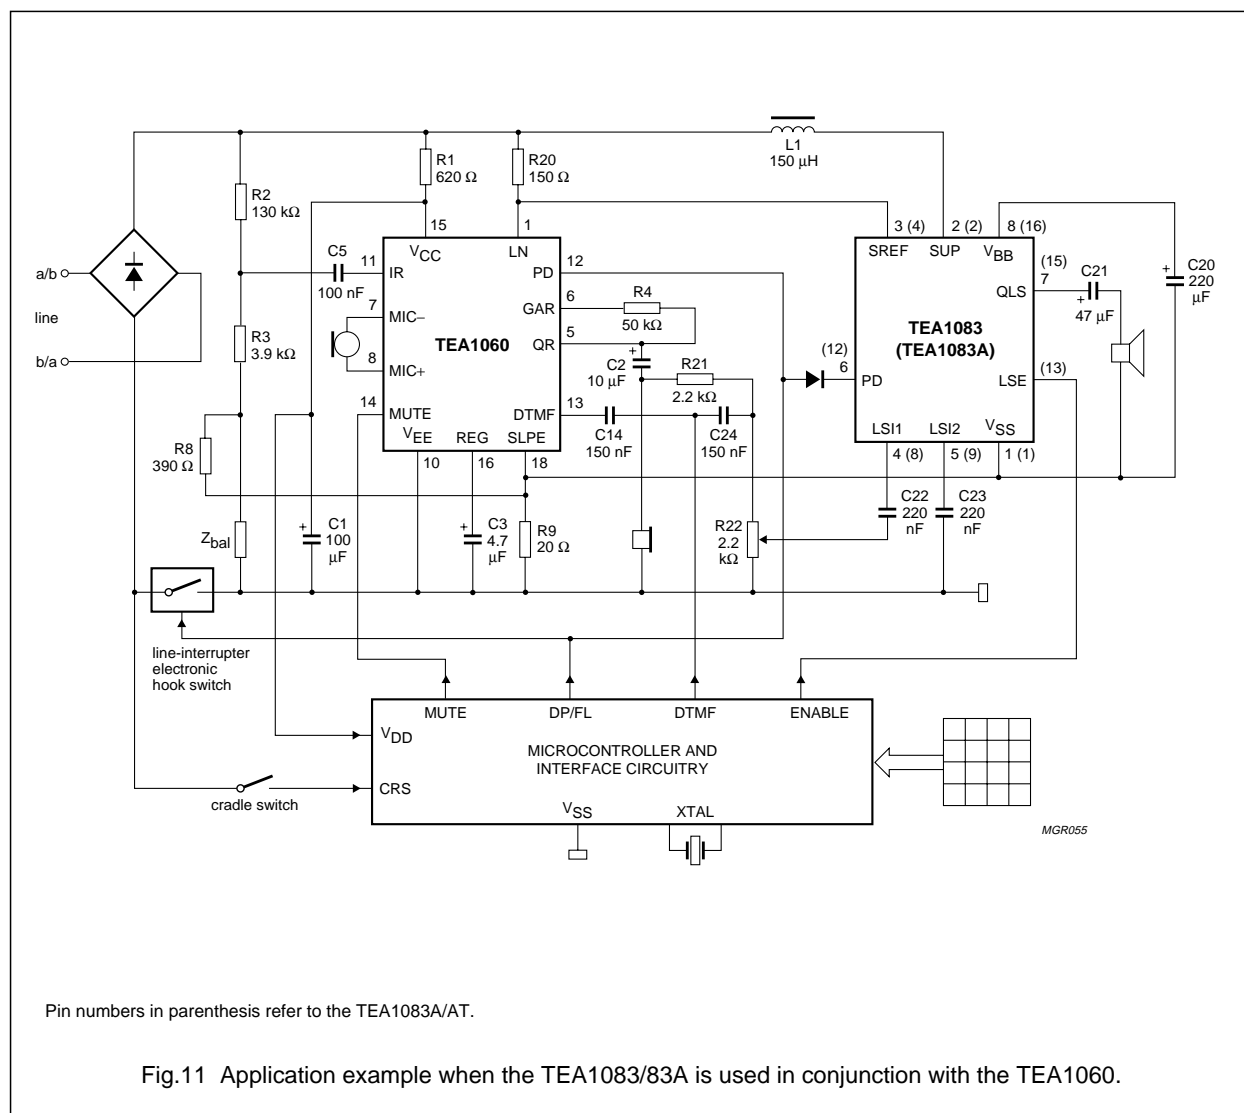 L1
150 µH
R1
620 Ω
R20
150 Ω
R2
130 kΩ
15
1
3 (4)
2 (2)
8 (16)
VCC
LN
SREF
SUP
VBB
C5
100 nF
11
IR
PD
12
(15)
7
QLS
C21
+
47 µF
+
C20
220
µF
a/b
line
b/a
7
MIC−
GAR
6
R4
50 kΩ
R3
3.9 kΩ
TEA1060
QR
5
TEA1083
(TEA1083A)
8
MIC+
+
C2
10 µF
R21
2.2 kΩ
(12)
6
PD
LSE
(13)
14
MUTE
DTMF
13
C14
150 nF
C24
150 nF
VEE
REG
SLPE
LSI1
LSI2
VSS
10
16
18
4 (8)
5 (9)
1 (1)
R8
390 Ω
C22
220
nF
C23
220
nF
Zbal
+
C1
100
µF
+
C3
4.7
µF
R9
20 Ω
R22
2.2
kΩ
line-interrupter
electronic
hook switch
MUTE
DP/FL
DTMF
ENABLE
VDD
MICROCONTROLLER AND
INTERFACE CIRCUITRY
CRS
cradle switch
VSS
XTAL
MGR055
Pin numbers in parenthesis refer to the TEA1083A/AT.
Fig.11 Application example when the TEA1083/83A is used in conjunction with the TEA1060.